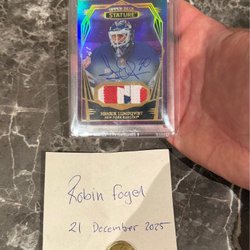 UPPER DECK
STATURE
HENRIK LUNDQVIST
NEW YORK RANGERS
Robin Fogel
21 December 2025